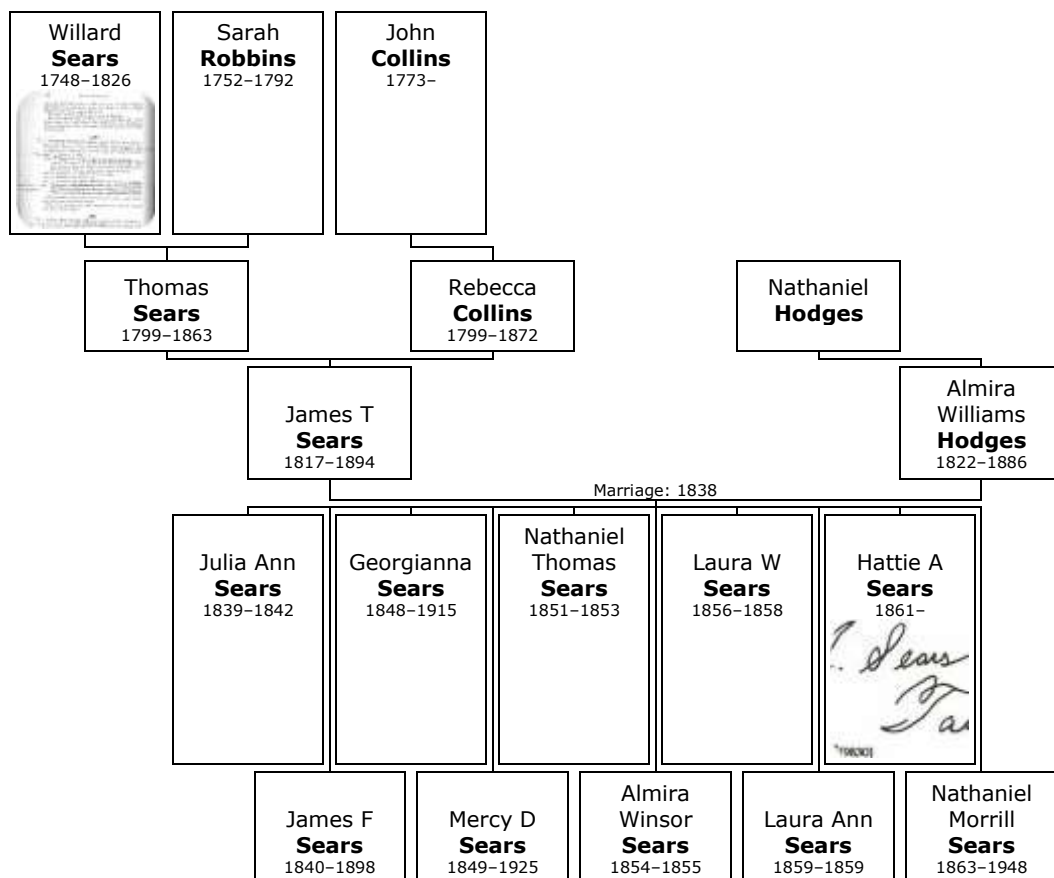 Willard
Sears
1748–1826
Sarah
Robbins
1752–1792
John
Collins
1773–
Thomas
Sears
1799–1863
Rebecca
Collins
1799–1872
Nathaniel
Hodges
James T
Sears
1817–1894
Almira
Williams
Hodges
1822–1886
Marriage: 1838
Julia Ann
Sears
1839–1842
Georgianna
Sears
1848–1915
Nathaniel
Thomas
Sears
1851–1853
Laura W
Sears
1856–1858
Hattie A
Sears
1861–
Sears
James F
Sears
1840–1898
Mercy D
Sears
1849–1925
Almira
Winsor
Sears
1854–1855
Laura Ann
Sears
1859–1859
Nathaniel
Morrill
Sears
1863–1948